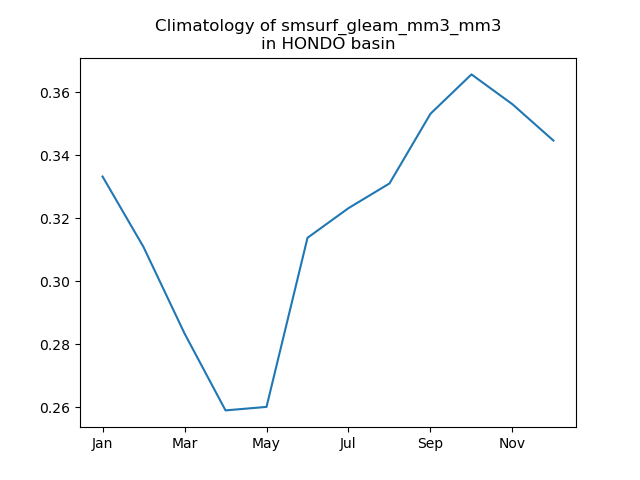 Climatology of smsurf_gleam_mm3_mm3
in HONDO basin
0.36
0.34
0.32
0.30
0.28
0.26
Jan Mar May Jul Sep Nov